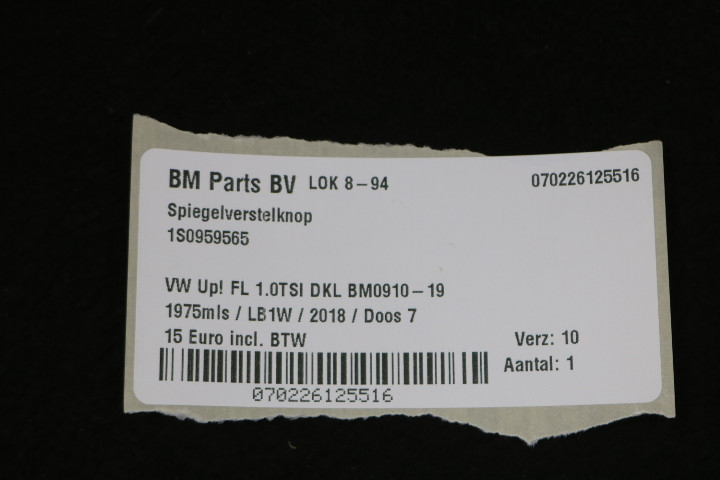 BM Parts BV LOK 8-94 070226125516
Spiegelverstelknop
1S0959565
VW Up! FL 1.0TSI DKL BM0910-19
1975mls / LB1W / 2018 / Doos 7
15 Euro incl. BTW Verz: 10
Aantal: 1
070226125516